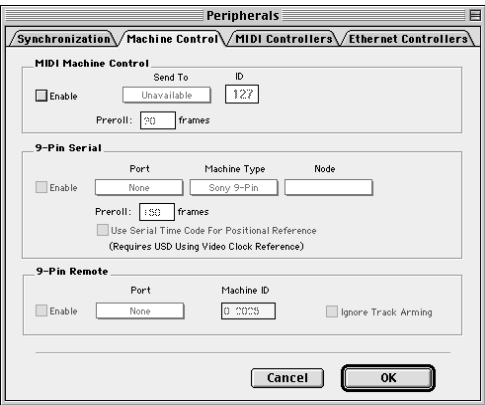 Peripherals
Synchronization Machine Control MIDI Controllers Ethernet Controllers
MIDI Machine Control
Send To ID
Enable Unavailable 127
Preroll: frames
9-Pin Serial
Port Machine Type Node
Enable None Sony 9-Pin
Preroll: frames
Use Serial Time Code For Positional Reference
(Requires USD Using Video Clock Reference)
9-Pin Remote
Port Machine ID
Enable None Ignore Track Arming
Cancel OK